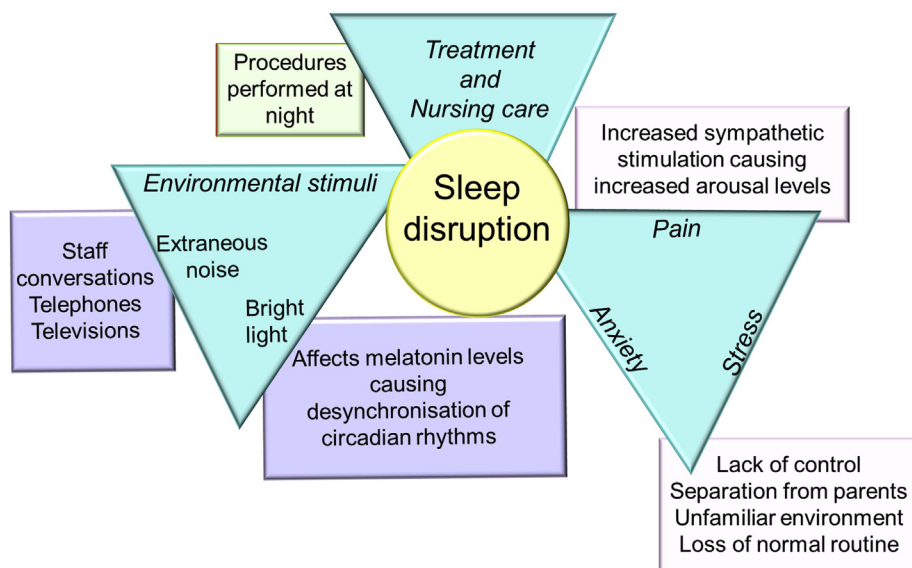 Procedures
performed at
night
Treatment
and
Nursing care
Increased sympathetic
stimulation causing
increased arousal levels
Environmental stimuli
Extraneous
noise
Bright
light
Sleep
disruption
Pain
Anxiety
Stress
Staff
conversations
Telephones
Televisions
Affects melatonin levels
causing
desynchronisation of
circadian rhythms
Lack of control
Separation from parents
Unfamiliar environment
Loss of normal routine